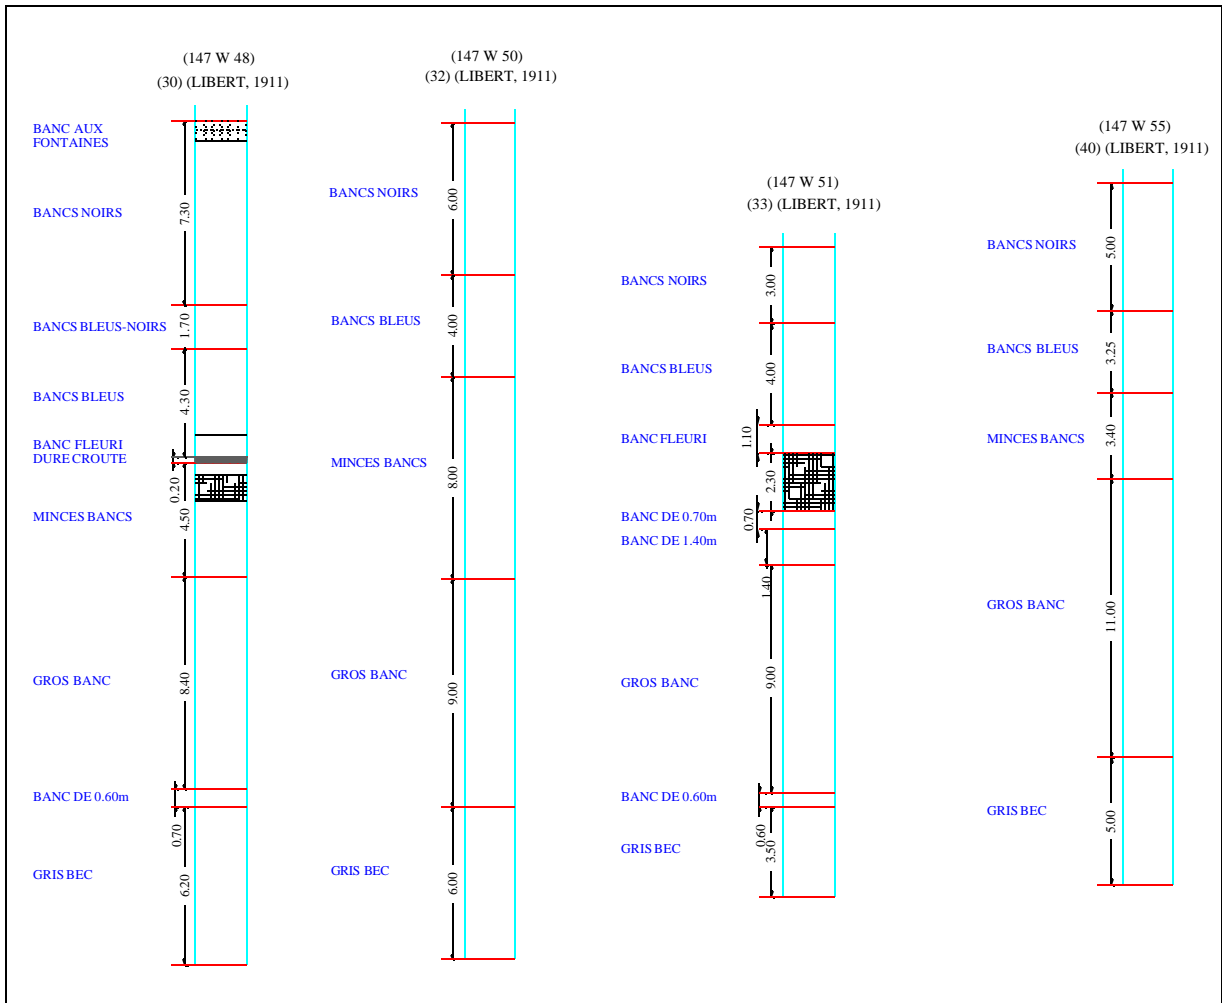 (147 W 48)
(30) (LIBERT, 1911)
BANC AUX
FONTAINES
BANCS NOIRS
7.30
BANCS BLEUS-NOIRS
1.70
BANCS BLEUS
4.30
BANC FLEURI
DURE CROUTE
0.20
MINCES BANCS
4.50
GROS BANC
8.40
BANC DE 0.60m
0.70
GRIS BEC
6.20
(147 W 50)
(32) (LIBERT, 1911)
BANCS NOIRS
6.00
BANCS BLEUS
4.00
MINCES BANCS
8.00
GROS BANC
9.00
GRIS BEC
6.00
(147 W 51)
(33) (LIBERT, 1911)
BANCS NOIRS
3.00
BANCS BLEUS
4.00
BANC FLEURI
1.10
2.30
BANC DE 0.70m
0.70
BANC DE 1.40m
1.40
GROS BANC
9.00
BANC DE 0.60m
0.60
GRIS BEC
3.50
(147 W 55)
(40) (LIBERT, 1911)
BANCS NOIRS
5.00
BANCS BLEUS
3.25
MINCES BANCS
3.40
GROS BANC
11.00
GRIS BEC
5.00